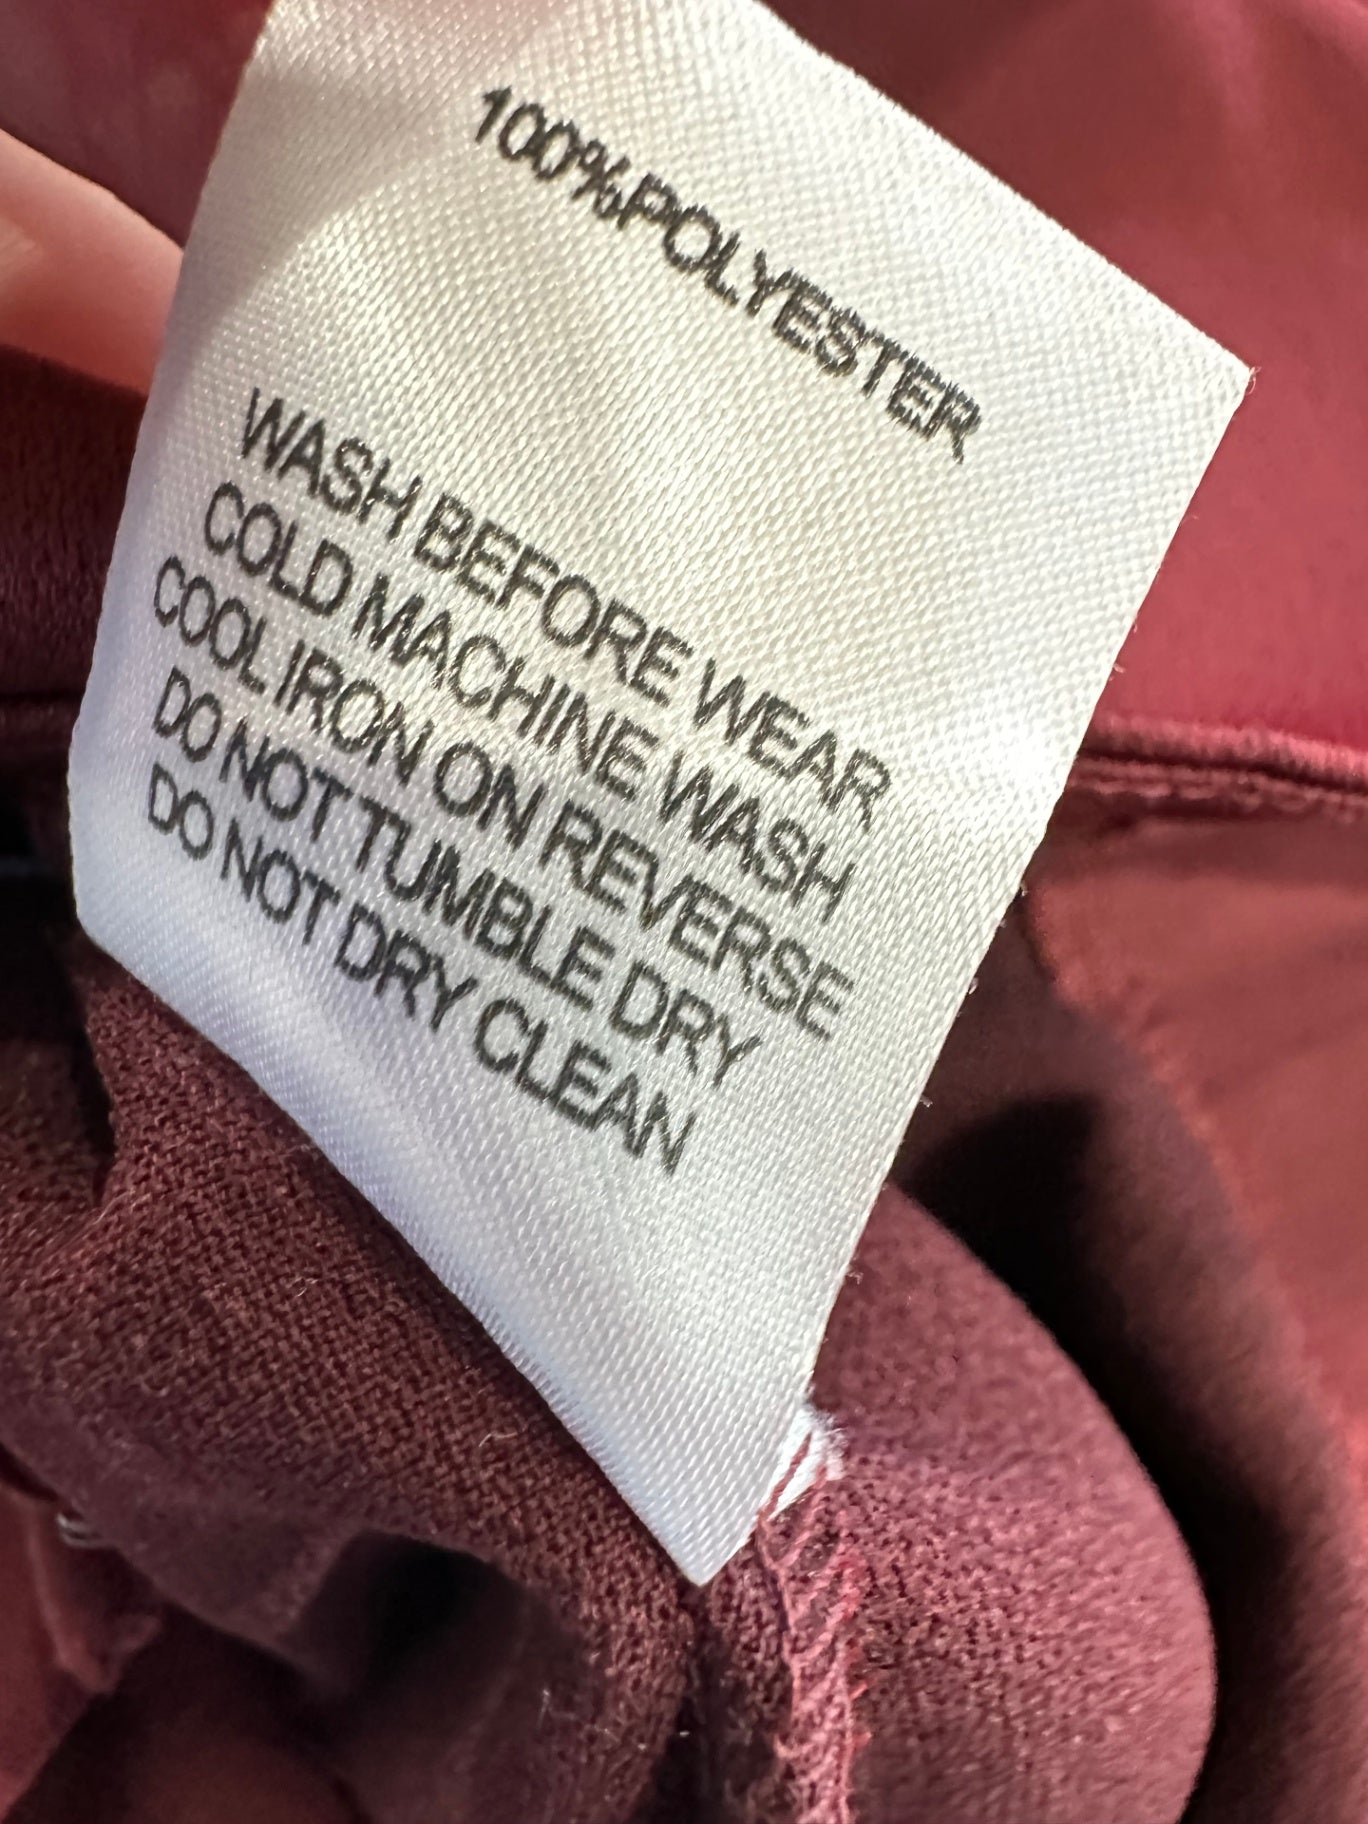 100%POLYESTER
WASH BEFORE WEAR
COLD MACHINE WASH
COOL IRON ON REVERSE
DO NOT TUMBLE DRY
DO NOT DRY CLEAN